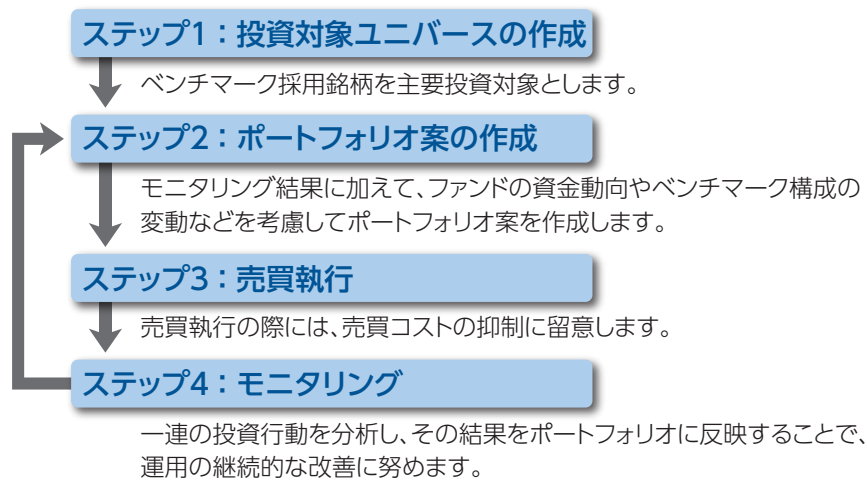 ステップ1：投資対象ユニバースの作成
ベンチマーク採用銘柄を主要投資対象とします。
ステップ2：ポートフォリオ案の作成
モニタリング結果に加えて、ファンドの資金動向やベンチマーク構成の
変動などを考慮してポートフォリオ案を作成します。
ステップ3：売買執行
売買執行の際には、売買コストの抑制に留意します。
ステップ4：モニタリング
一連の投資行動を分析し、その結果をポートフォリオに反映することで、
運用の継続的な改善に努めます。